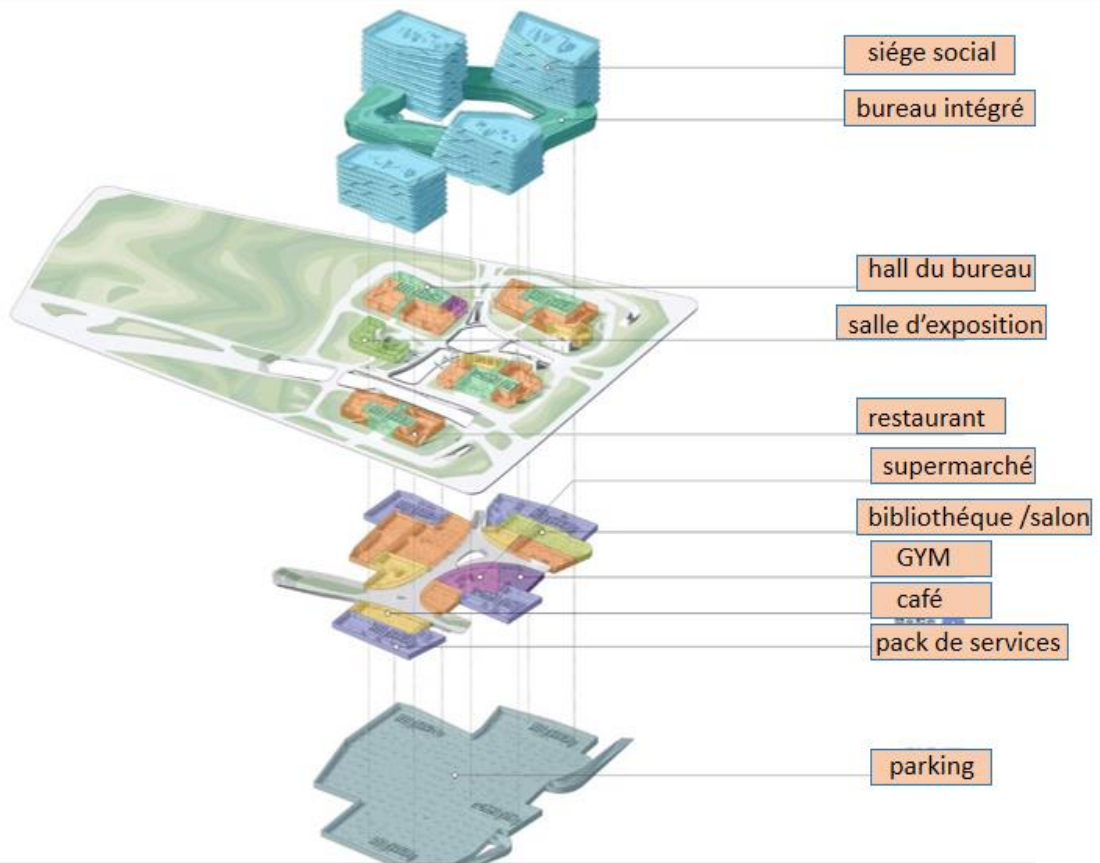 siége social
bureau intégré
hall du bureau
salle d'exposition
restaurant
supermarché
bibliothéque /salon
GYM
café
pack de services
parking